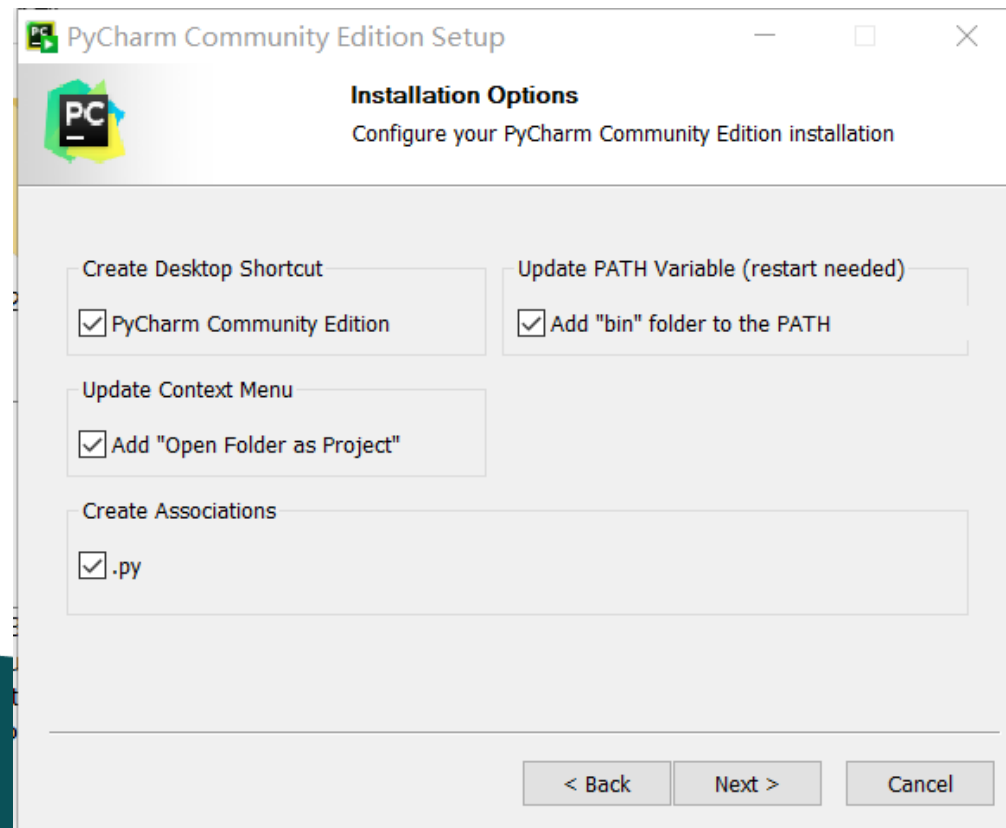 PyCharm Community Edition Setup
PC
Installation Options
Configure your PyCharm Community Edition installation
Create Desktop Shortcut
PyCharm Community Edition
Update PATH Variable (restart needed)
Add "bin" folder to the PATH
Update Context Menu
Add "Open Folder as Project"
Create Associations
.py
< Back
Next >
Cancel